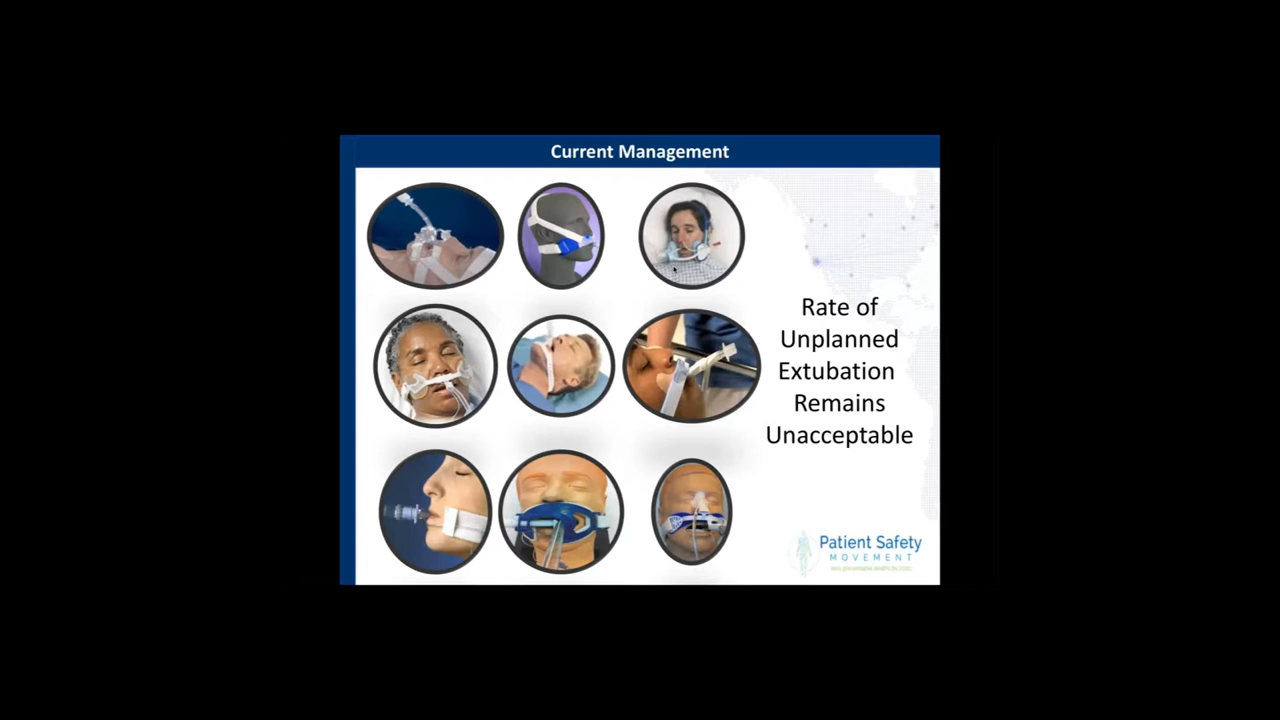 Current Management
Rate of
Unplanned
Extubation
Remains
Unacceptable
Patient Safety
MOVEMENT